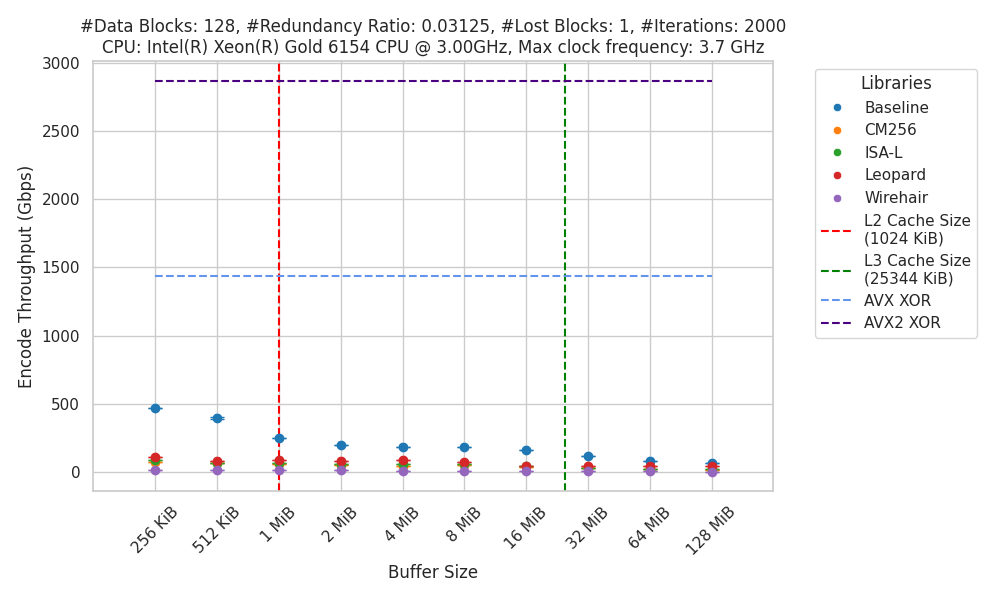 #Data Blocks: 128, #Redundancy Ratio: 0.03125, #Lost Blocks: 1, #Iterations: 2000
CPU: Intel(R) Xeon(R) Gold 6154 CPU @ 3.00GHz, Max clock frequency: 3.7 GHz
Encode Throughput (Gbps)
3000
2500
2000
1500
1000
500
0
256 KiB
512 KiB
1 MiB
2 MiB
4 MiB
8 MiB
16 MiB
32 MiB
64 MiB
128 MiB
Buffer Size
Libraries
Baseline
CM256
ISA-L
Leopard
Wirehair
L2 Cache Size
(1024 KiB)
L3 Cache Size
(25344 KiB)
AVX XOR
AVX2 XOR